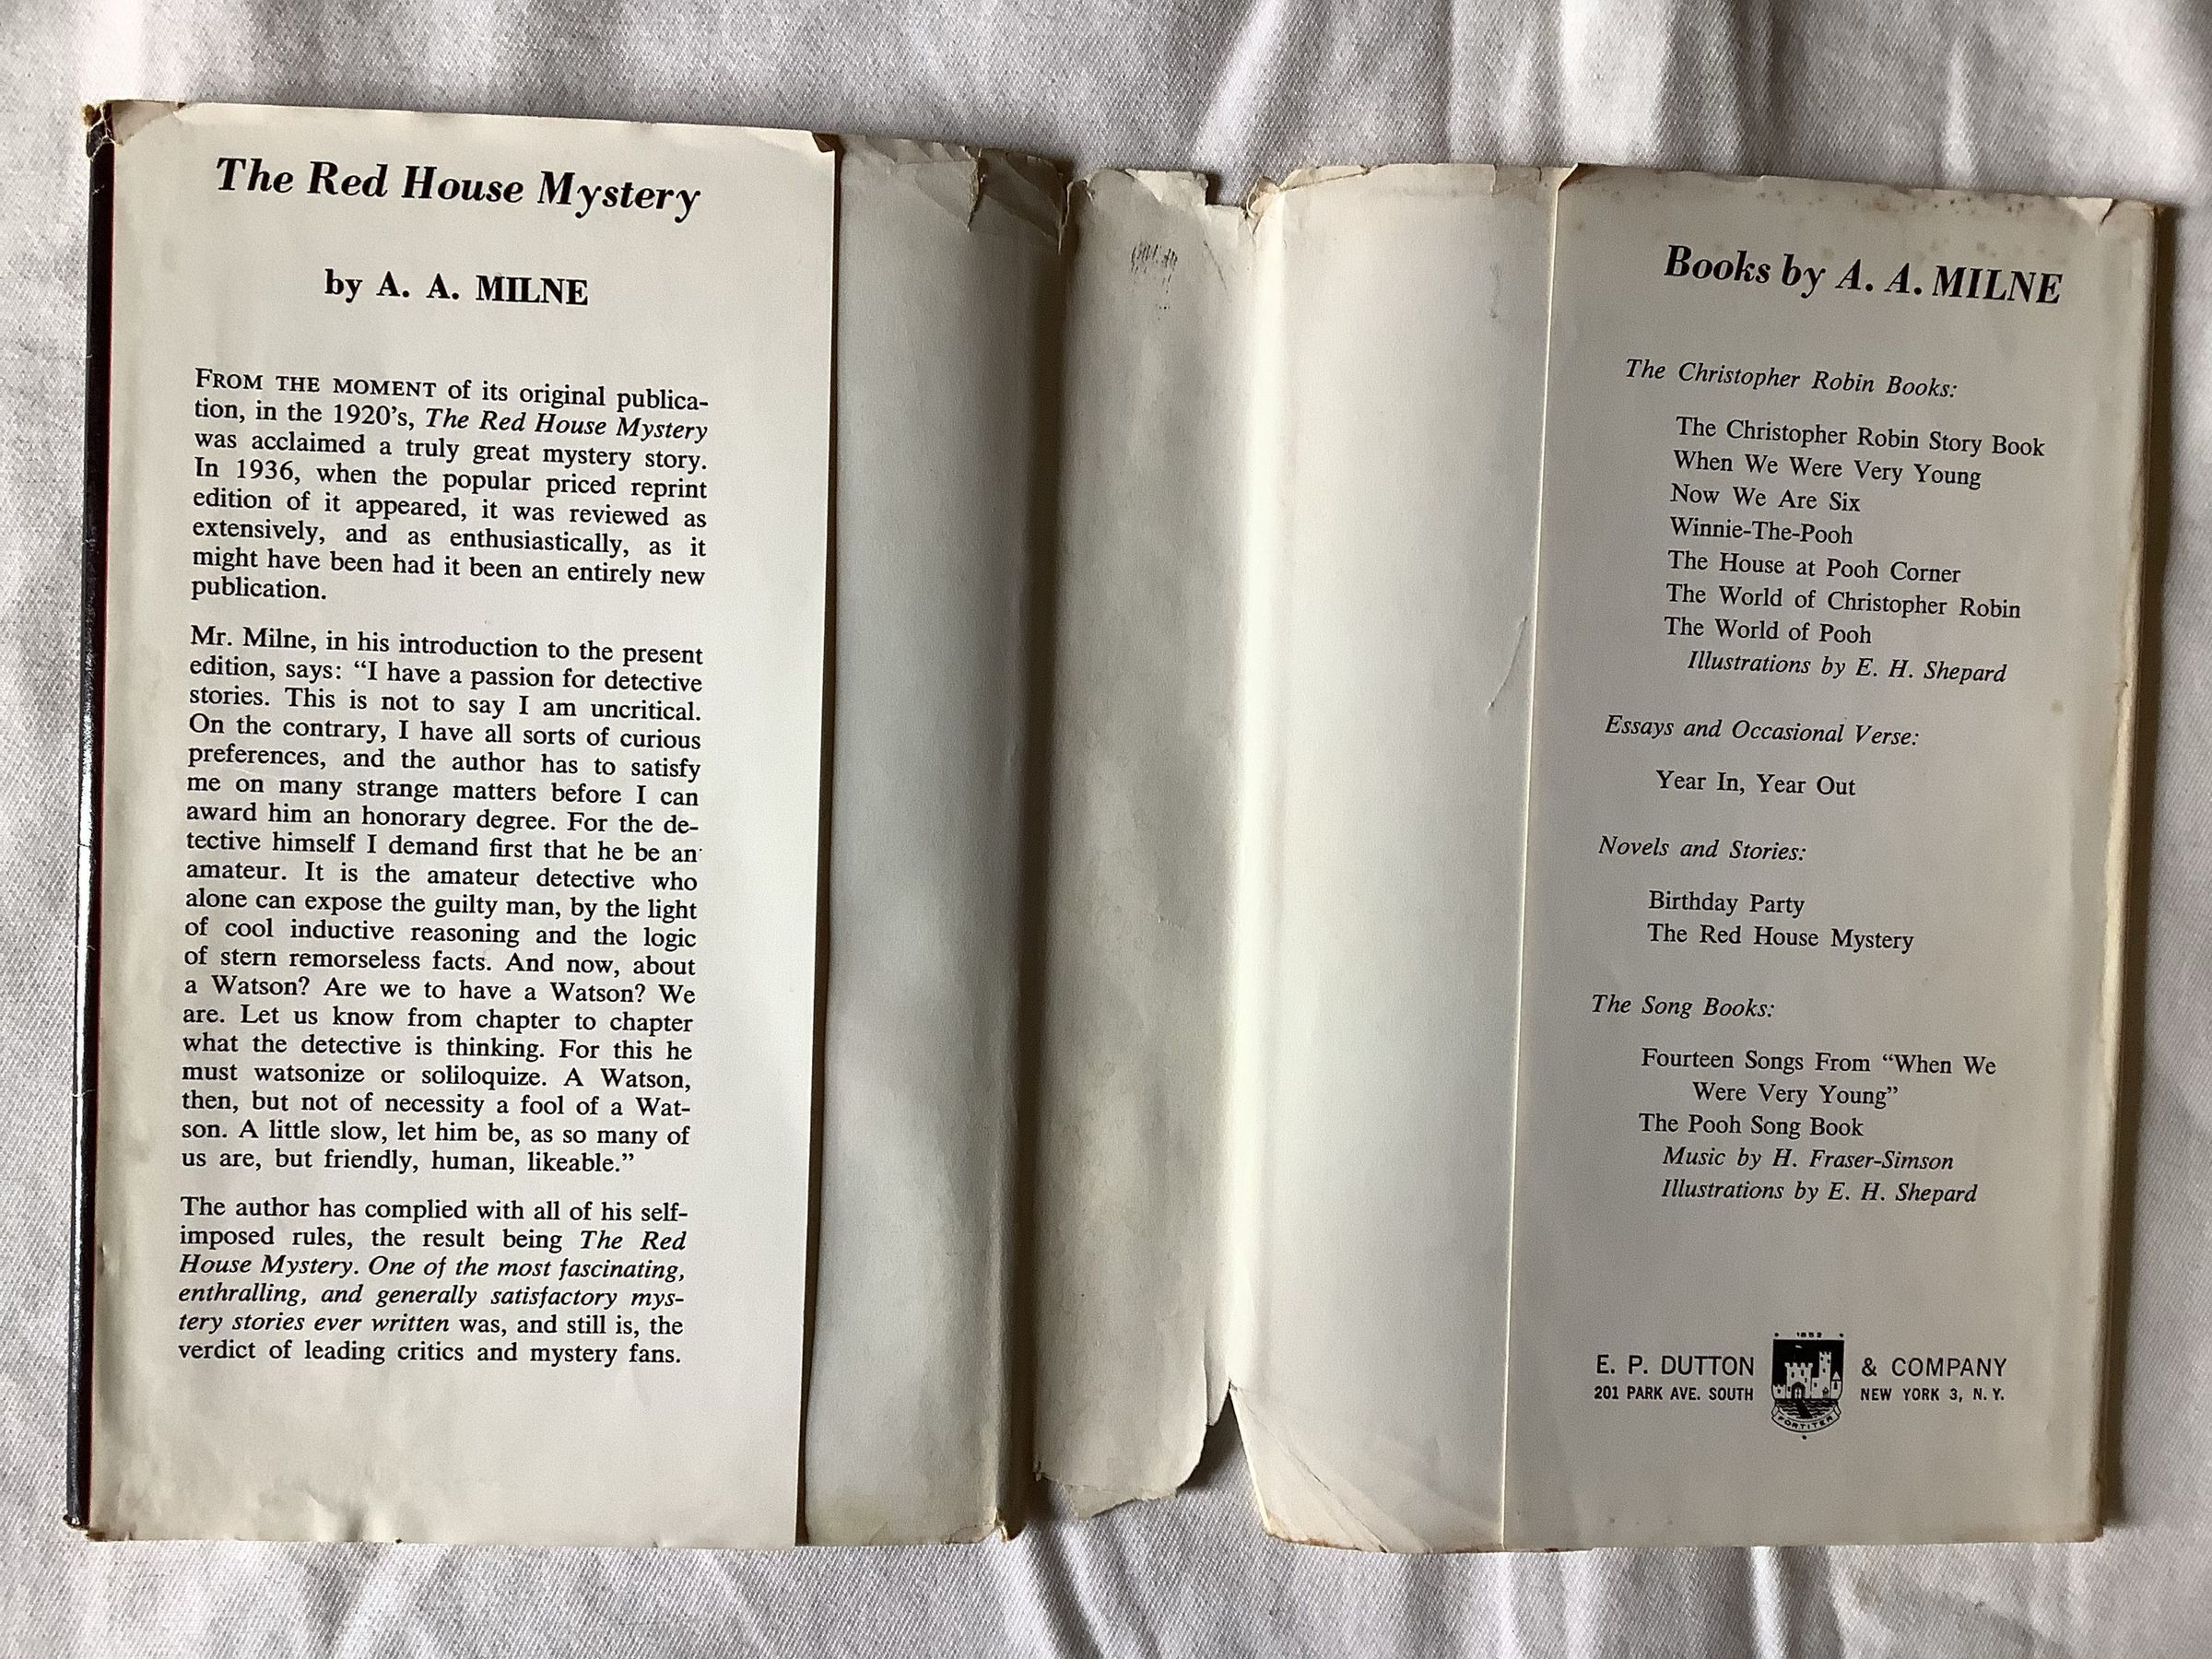 The Red House Mystery
by A. A. MILNE
FROM THE MOMENT of its original publica-
tion, in the 1920's, The Red House Mystery
was acclaimed a truly great mystery story.
In 1936, when the popular priced reprint
edition of it appeared, it was reviewed as
extensively, and as enthusiastically, as it
might have been had it been an entirely new
publication.
Mr. Milne, in his introduction to the present
edition, says: “I have a passion for detective
stories. This is not to say I am uncritical.
On the contrary, I have all sorts of curious
preferences, and the author has to satisfy
me on many strange matters before I can
award him an honorary degree. For the de-
tective himself I demand first that he be an
amateur. It is the amateur detective who
alone can expose the guilty man, by the light
of cool inductive reasoning and the logic
of stern remorseless facts. And now, about
a Watson? Are we to have a Watson? We
are. Let us know from chapter to chapter
what the detective is thinking. For this he
must watsonize or soliloquize. A Watson,
then, but not of necessity a fool of a Wat-
son. A little slow, let him be, as so many of
us are, but friendly, human, likeable.”
The author has complied with all of his self-
imposed rules, the result being The Red
House Mystery. One of the most fascinating,
enthralling, and generally satisfactory mys-
tery stories ever written was, and still is, the
verdict of leading critics and mystery fans.
Books by A. A. MILNE
The Christopher Robin Books:
The Christopher Robin Story Book
When We Were Very Young
Now We Are Six
Winnie-The-Pooh
The House at Pooh Corner
The World of Christopher Robin
The World of Pooh
Illustrations by E. H. Shepard
Essays and Occasional Verse:
Year In, Year Out
Novels and Stories:
Birthday Party
The Red House Mystery
The Song Books:
Fourteen Songs From “When We
Were Very Young”
The Pooh Song Book
Music by H. Fraser-Simson
Illustrations by E. H. Shepard
1852
E. P. DUTTON & COMPANY
201 PARK AVE. SOUTH NEW YORK 3, N. Y.
FORTITER